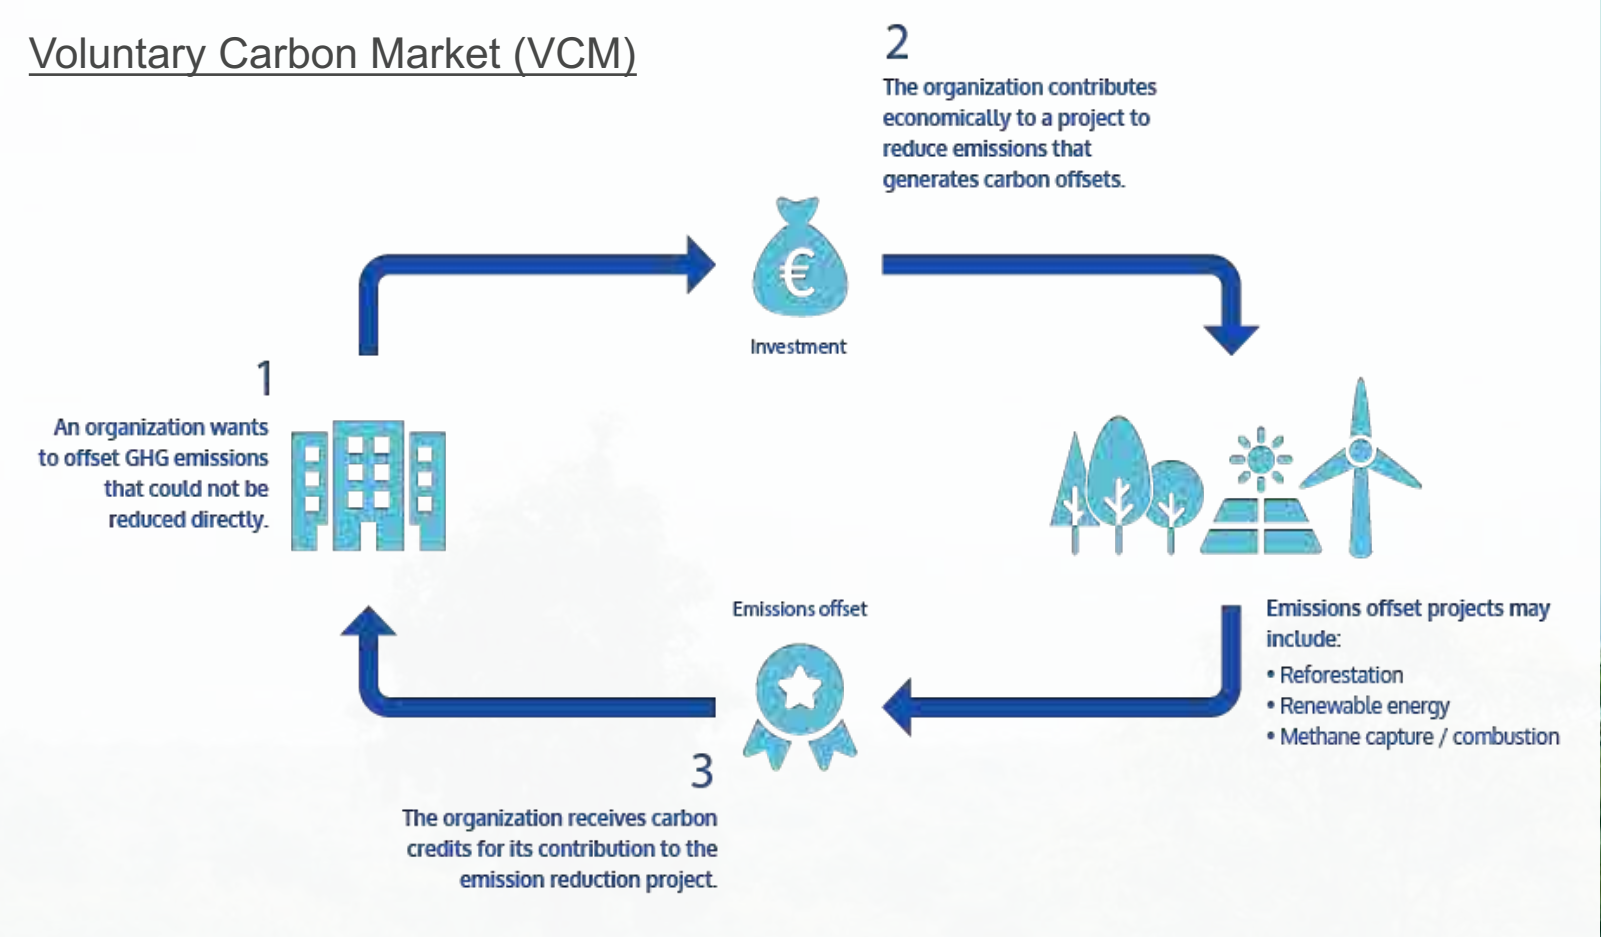 Voluntary Carbon Market (VCM)
2
The organization contributes
economically to a project to
reduce emissions that
generates carbon offsets.
€
Investment
1
An organization wants
to offset GHG emissions
that could not be
reduced directly.
Emissions offset
Emissions offset projects may
include:
• Reforestation
• Renewable energy
• Methane capture / combustion
3
The organization receives carbon
credits for its contribution to the
emission reduction project.